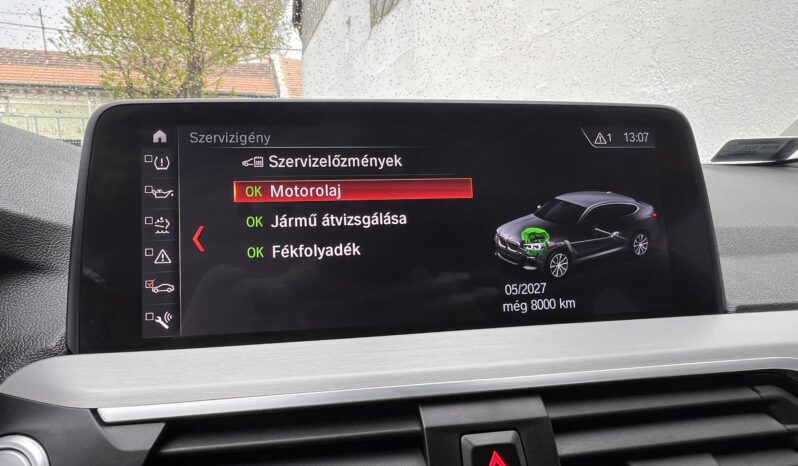 Szervizigény
1 13:07
Szervizelőzmények
OK Motorolaj
OK Jármű átvizsgálása
OK Fékfolyadék
05/2027
még 8000 km